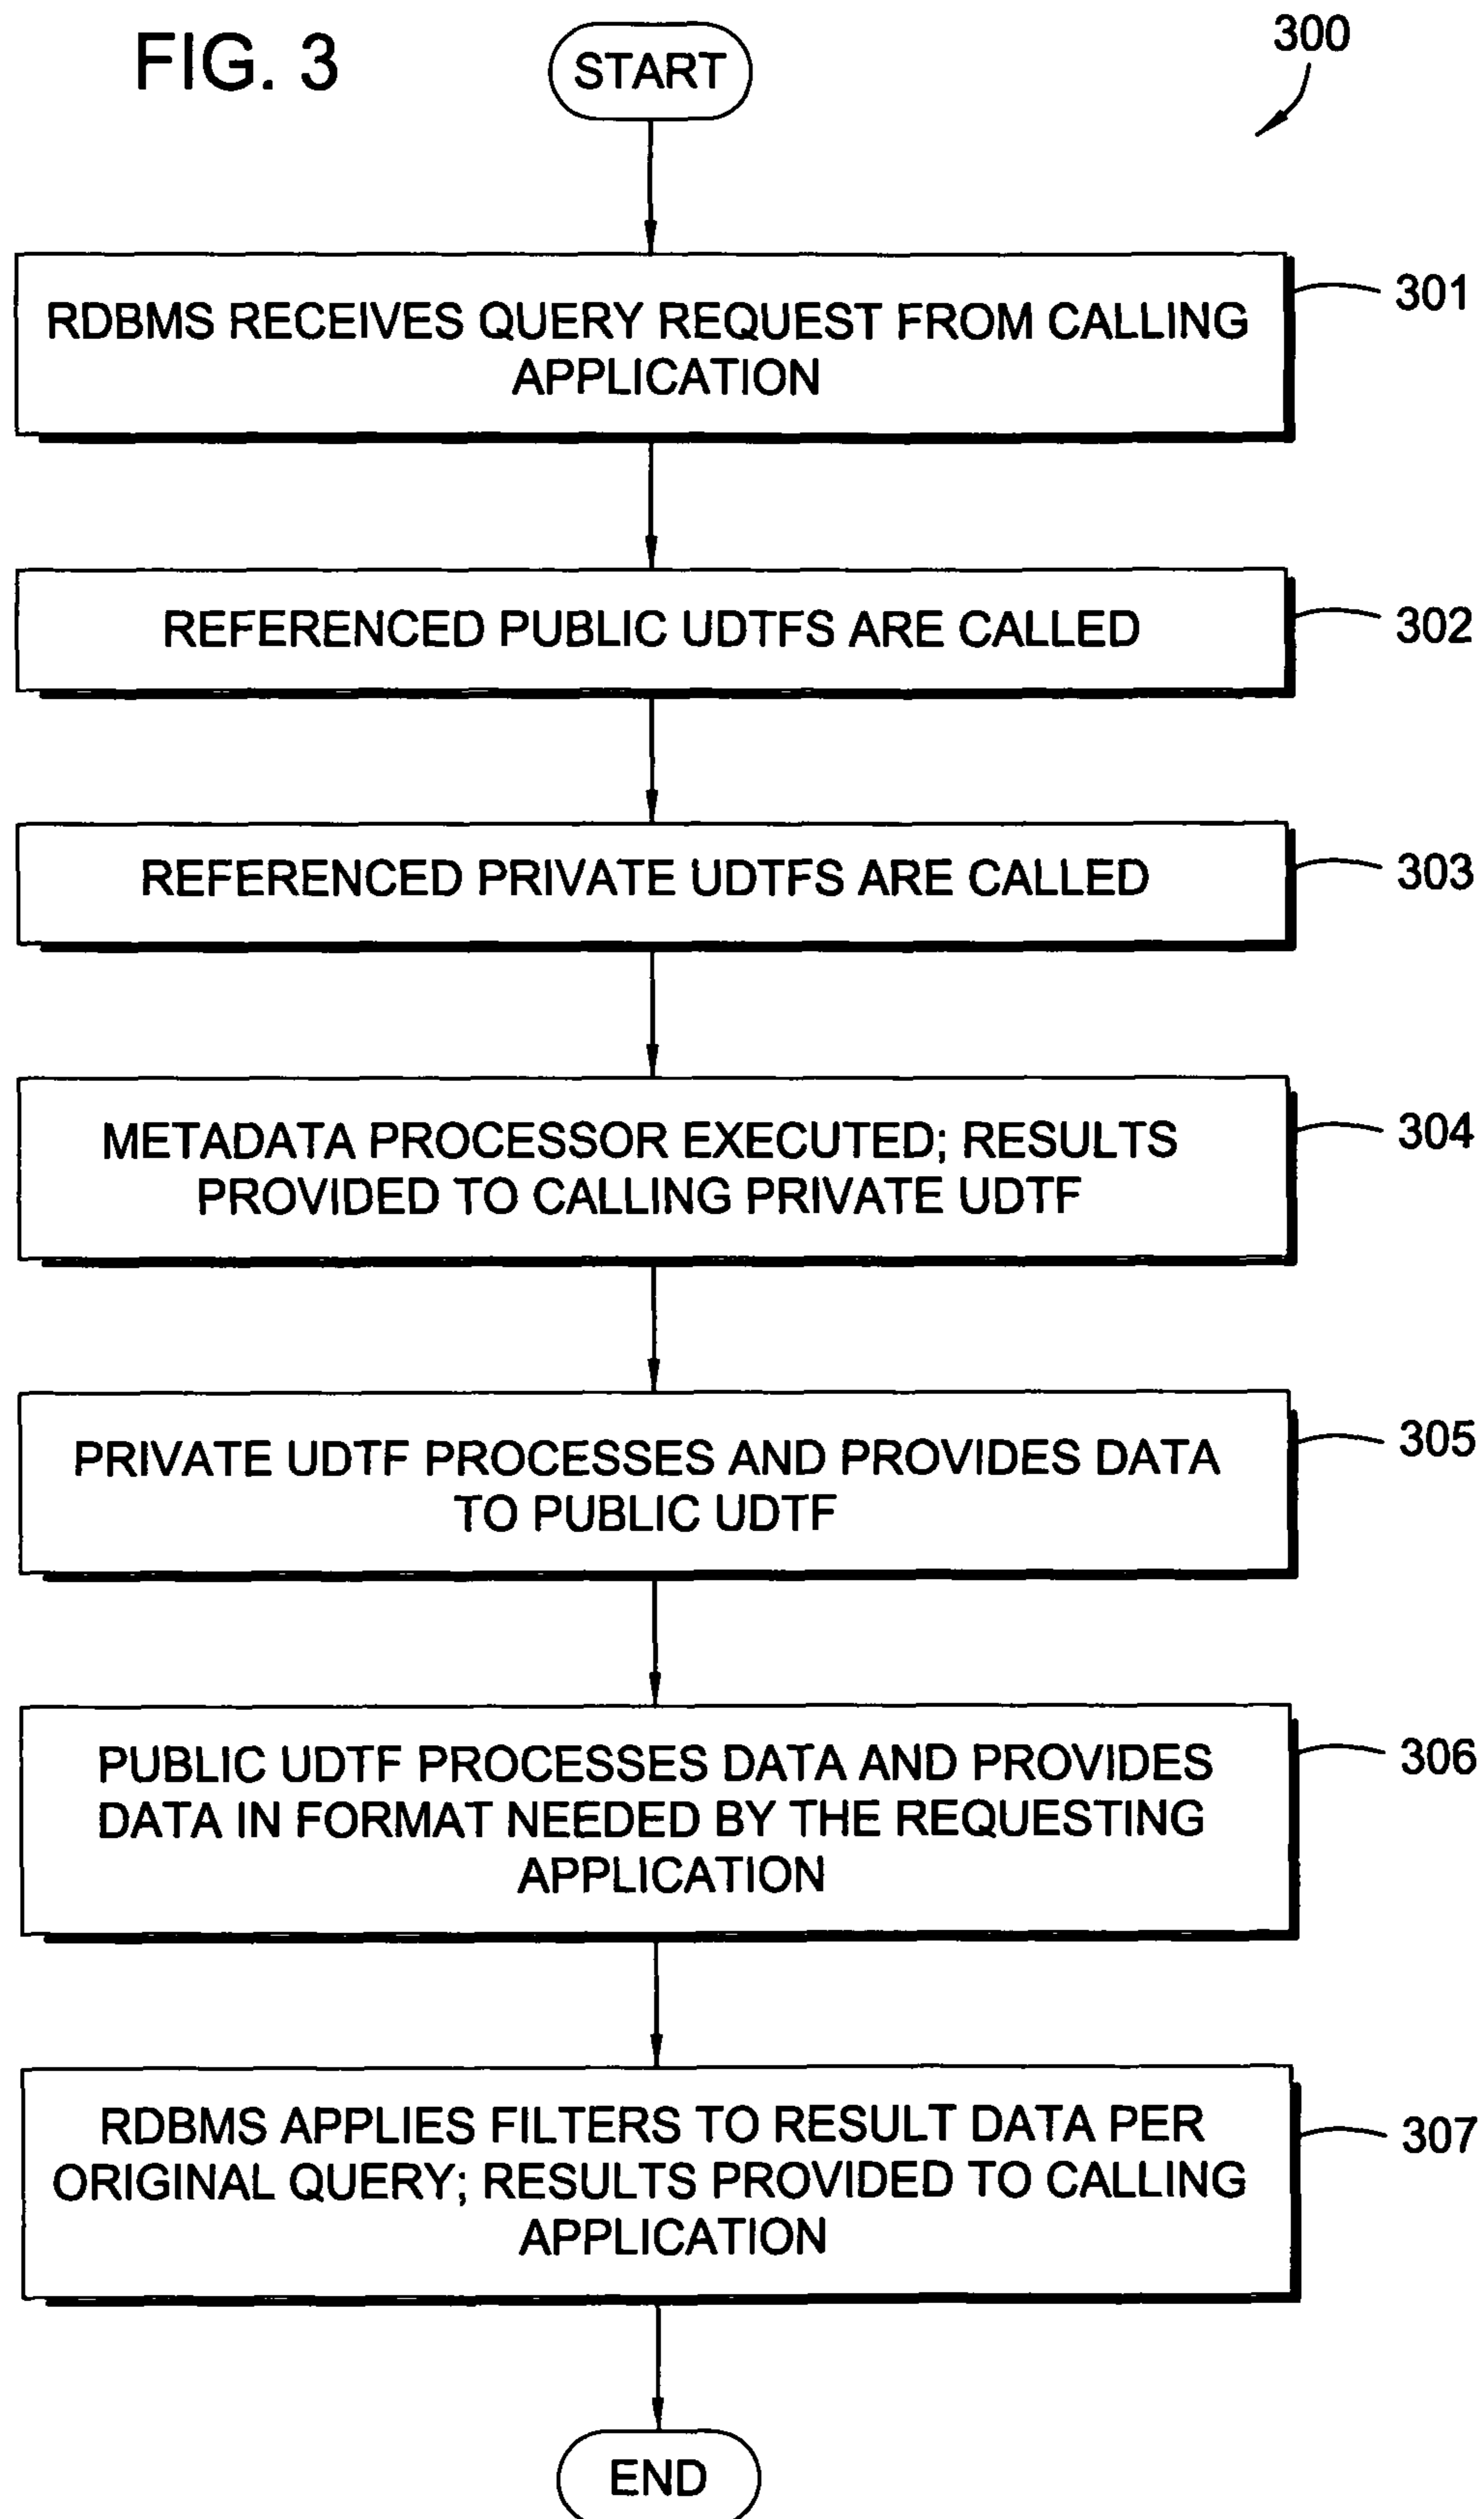 FIG. 3
START
300
RDBMS RECEIVES QUERY REQUEST FROM CALLING
APPLICATION
301
REFERENCED PUBLIC UDTFS ARE CALLED
302
REFERENCED PRIVATE UDTFS ARE CALLED
303
METADATA PROCESSOR EXECUTED; RESULTS
PROVIDED TO CALLING PRIVATE UDTF
304
PRIVATE UDTF PROCESSES AND PROVIDES DATA
TO PUBLIC UDTF
305
PUBLIC UDTF PROCESSES DATA AND PROVIDES
DATA IN FORMAT NEEDED BY THE REQUESTING
APPLICATION
306
RDBMS APPLIES FILTERS TO RESULT DATA PER
ORIGINAL QUERY; RESULTS PROVIDED TO CALLING
APPLICATION
307
END